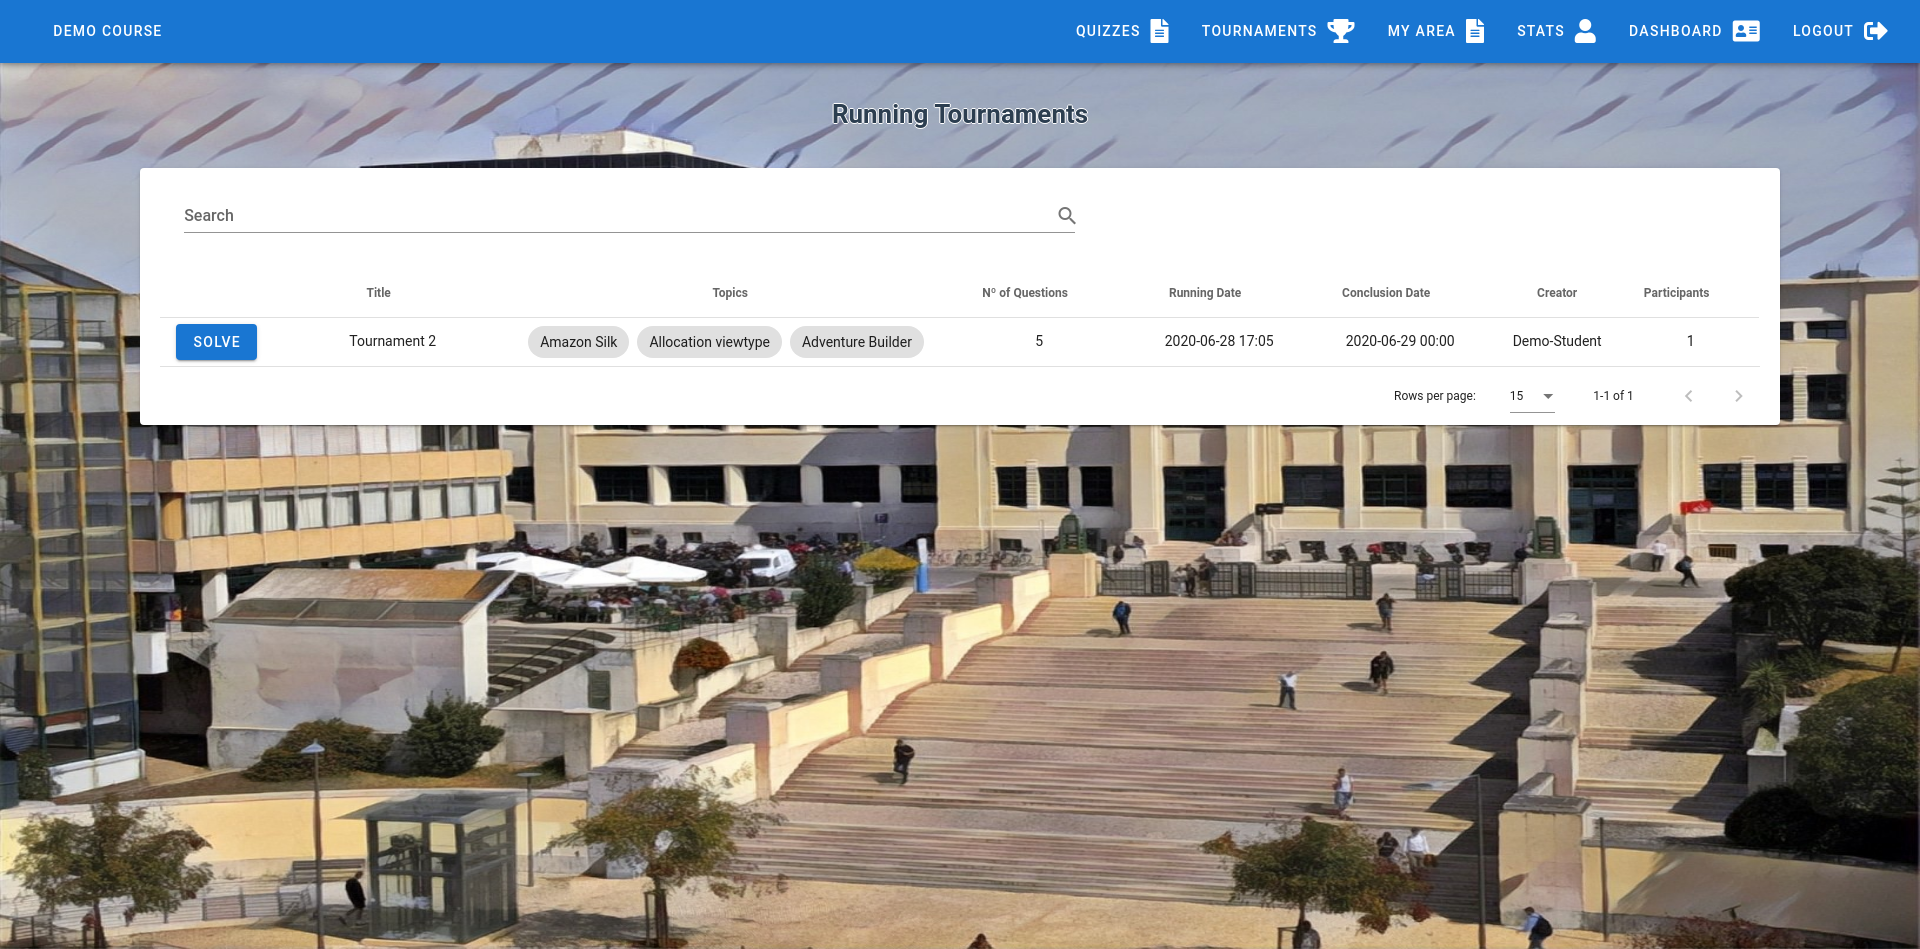 DEMO COURSE QUIZZES TOURNAMENTS MY AREA STATS DASHBOARD LOGOUT
Running Tournaments
Search
Title Topics Nº of Questions Running Date Conclusion Date Creator Participants
SOLVE Tournament 2 Amazon Silk Allocation viewtype Adventure Builder 5 2020-06-28 17:05 2020-06-29 00:00 Demo-Student 1
Rows per page: 15 1-1 of 1